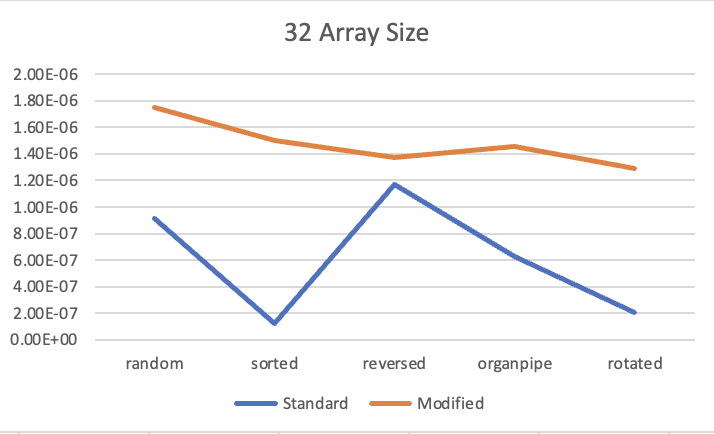 32 Array Size
2.00E-06
1.80E-06
1.60E-06
1.40E-06
1.20E-06
1.00E-06
8.00E-07
6.00E-07
4.00E-07
2.00E-07
0.00E+00
random sorted reversed organpipe rotated
Standard Modified